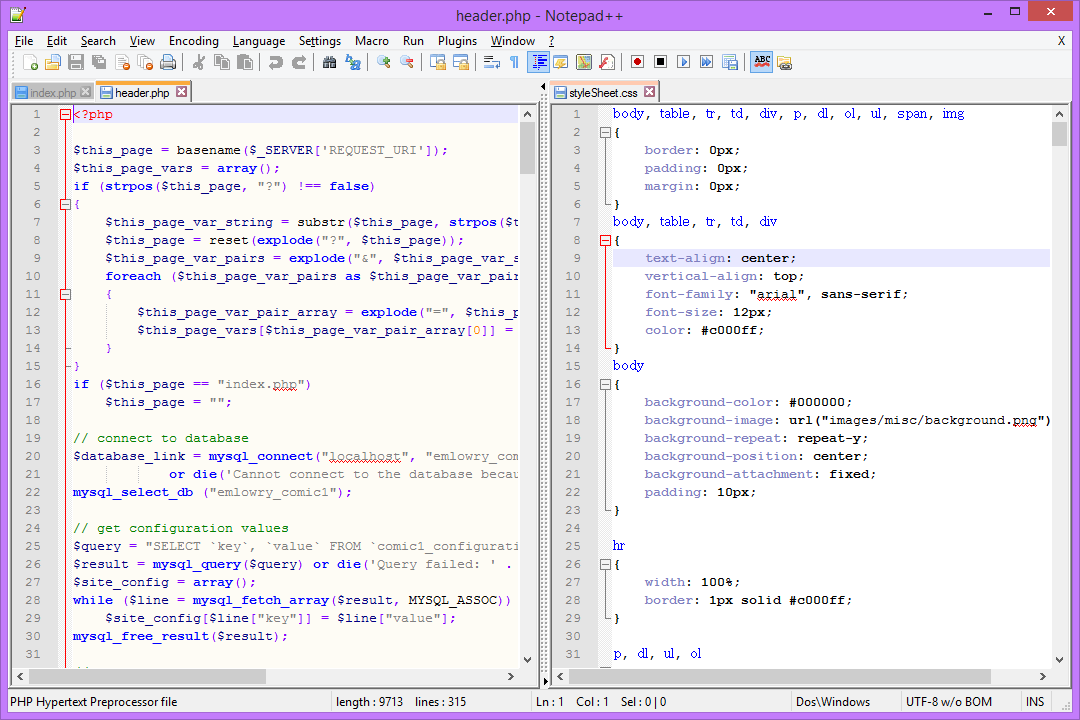 header.php - Notepad++
File Edit Search View Encoding Language Settings Macro Run Plugins Window ? X
ABC
index.php header.php
1 <?php
2
3 $this_page = basename($_SERVER['REQUEST_URI']);
4 $this_page_vars = array();
5 if (strpos($this_page, "?") !== false)
6 {
7 $this_page_var_string = substr($this_page, strpos($t
8 $this_page = reset(explode("?", $this_page));
9 $this_page_var_pairs = explode("&", $this_page_var_s
10 foreach ($this_page_var_pairs as $this_page_var_pair
11 {
12 $this_page_var_pair_array = explode("=", $this_p
13 $this_page_vars[$this_page_var_pair_array[0]] =
14 }
15 }
16 if ($this_page == "index.php")
17 $this_page = "";
18
19 // connect to database
20 $database_link = mysql_connect("localhost", "emlowry_com
21 or die('Cannot connect to the database becau
22 mysql_select_db ("emlowry_comic1");
23
24 // get configuration values
25 $query = "SELECT `key`, `value` FROM `comic1_configurati
26 $result = mysql_query($query) or die('Query failed: ' .
27 $site_config = array();
28 while ($line = mysql_fetch_array($result, MYSQL_ASSOC))
29 $site_config[$line["key"]] = $line["value"];
30 mysql_free_result($result);
31
styleSheet.css
1 body, table, tr, td, div, p, dl, ol, ul, span, img
2 {
3 border: 0px;
4 padding: 0px;
5 margin: 0px;
6 }
7 body, table, tr, td, div
8 {
9 text-align: center;
10 vertical-align: top;
11 font-family: "arial", sans-serif;
12 font-size: 12px;
13 color: #c000ff;
14 }
15 body
16 {
17 background-color: #000000;
18 background-image: url("images/misc/background.png")
19 background-repeat: repeat-y;
20 background-position: center;
21 background-attachment: fixed;
22 padding: 10px;
23 }
24
25 hr
26 {
27 width: 100%;
28 border: 1px solid #c000ff;
29 }
30
31 p, dl, ul, ol
PHP Hypertext Preprocessor file length : 9713 lines : 315 Ln : 1 Col : 1 Sel : 0 | 0 Dos\Windows UTF-8 w/o BOM INS